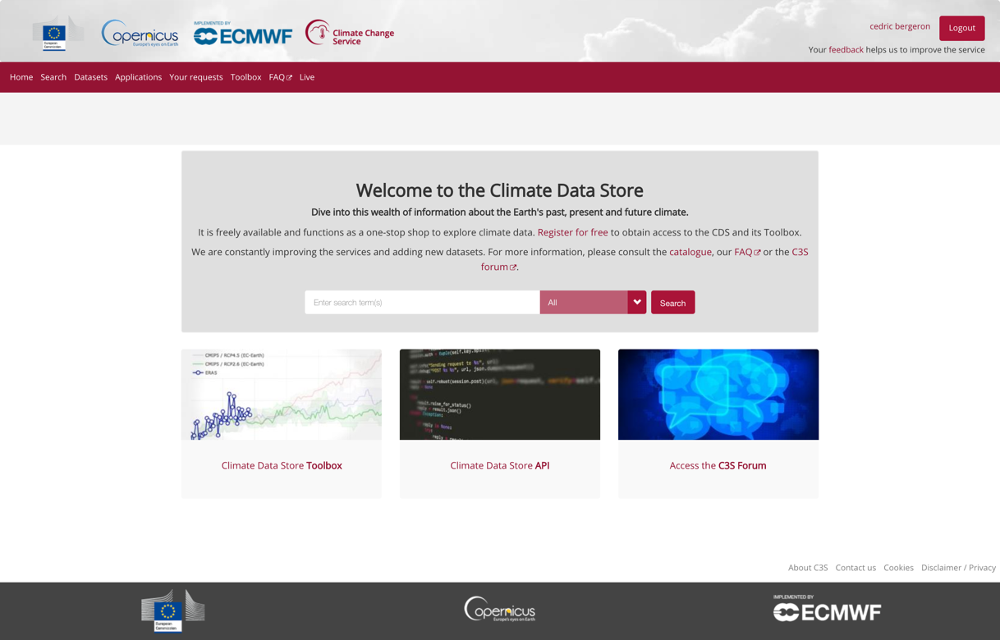 European
Commission
Copernicus
Europe's eyes on Earth
IMPLEMENTED BY
ECMWF
Climate Change
Service
cedric bergeron
Logout
Your feedback helps us to improve the service
Home Search Datasets Applications Your requests Toolbox FAQ Live
Welcome to the Climate Data Store
Dive into this wealth of information about the Earth's past, present and future climate.
It is freely available and functions as a one-stop shop to explore climate data. Register for free to obtain access to the CDS and its Toolbox.
We are constantly improving the services and adding new datasets. For more information, please consult the catalogue, our FAQ or the C3S
forum.
Enter search term(s)
All
Search
CMIP5 / RCP4.5 (EC-Earth)
CMIP5 / RCP2.6 (EC-Earth)
ERA5
result.raise_for_status()
reply = result.json()
Climate Data Store Toolbox
Climate Data Store API
Access the C3S Forum
About C3S Contact us Cookies Disclaimer / Privacy
European
Commission
Copernicus
Europe's eyes on Earth
IMPLEMENTED BY
ECMWF